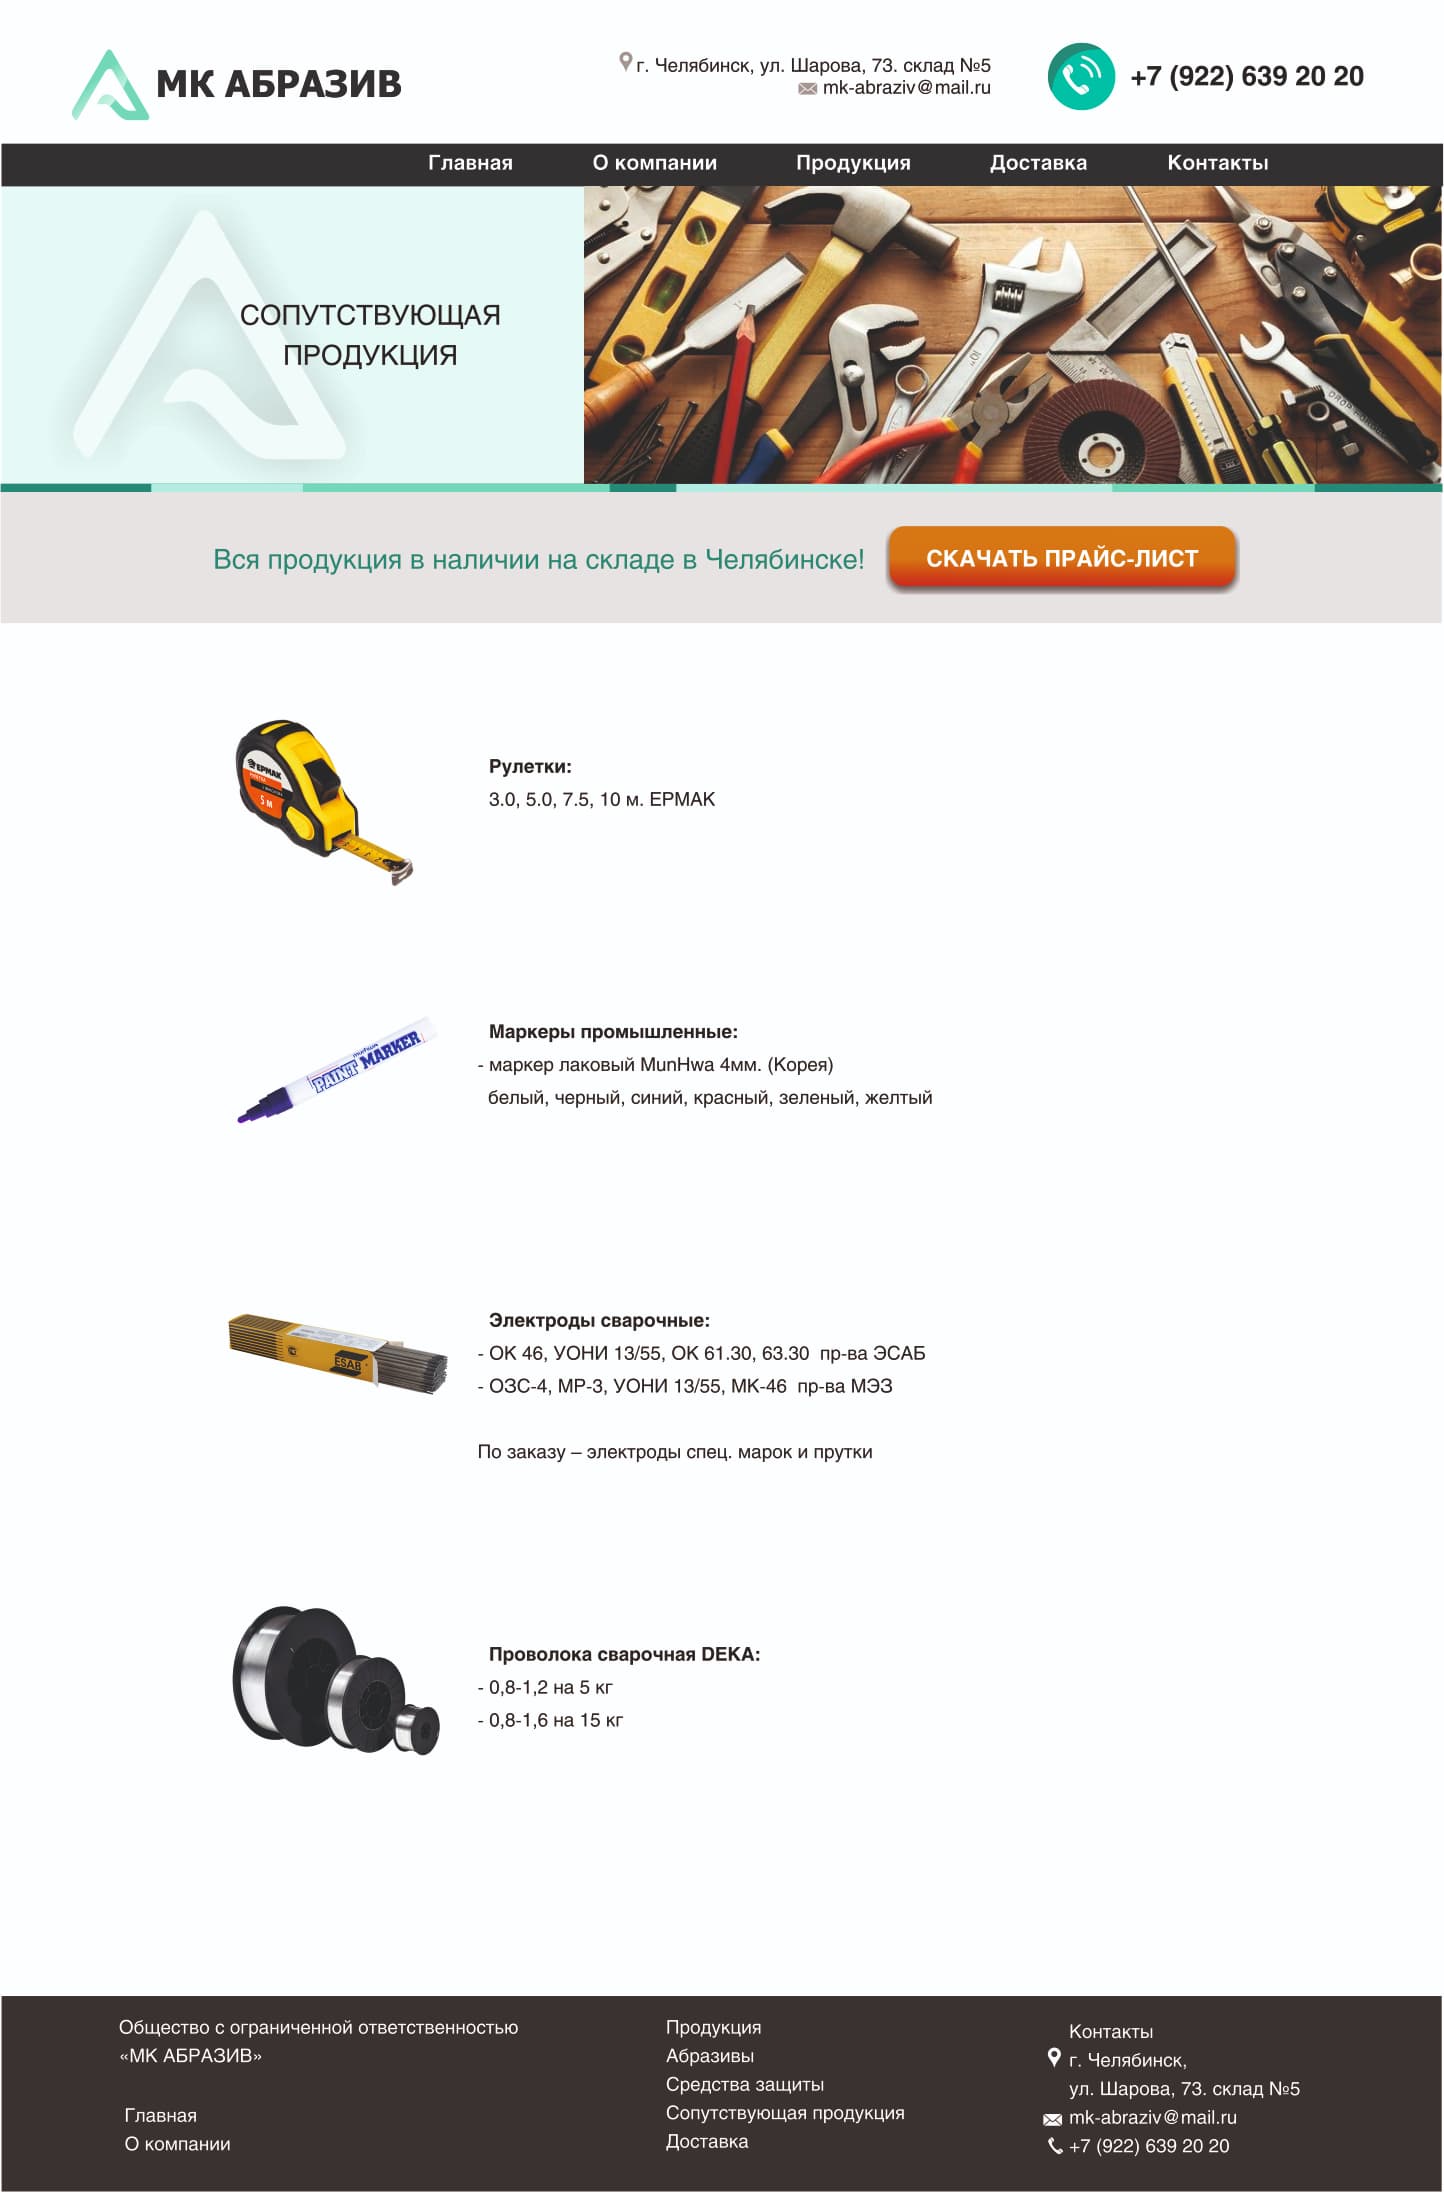 МК АБРАЗИВ
г. Челябинск, ул. Шарова, 73. склад №5
mk-abraziv@mail.ru
+7 (922) 639 20 20
Главная О компании Продукция Доставка Контакты
СОПУТСТВУЮЩАЯ
ПРОДУКЦИЯ
Вся продукция в наличии на складе в Челябинске!
СКАЧАТЬ ПРАЙС-ЛИСТ
ЕРМАК
5 м
Рулетки:
3.0, 5.0, 7.5, 10 м. ЕРМАК
munhwa
PAINT MARKER
Маркеры промышленные:
- маркер лаковый MunHwa 4мм. (Корея)
белый, черный, синий, красный, зеленый, желтый
ESAB
Электроды сварочные:
- ОК 46, УОНИ 13/55, ОК 61.30, 63.30 пр-ва ЭСАБ
- ОЗС-4, МР-3, УОНИ 13/55, МК-46 пр-ва МЭЗ
По заказу – электроды спец. марок и прутки
Проволока сварочная DEKA:
- 0,8-1,2 на 5 кг
- 0,8-1,6 на 15 кг
Общество с ограниченной ответственностью
«МК АБРАЗИВ»
Главная
О компании
Продукция
Абразивы
Средства защиты
Сопутствующая продукция
Доставка
Контакты
г. Челябинск,
ул. Шарова, 73. склад №5
mk-abraziv@mail.ru
+7 (922) 639 20 20